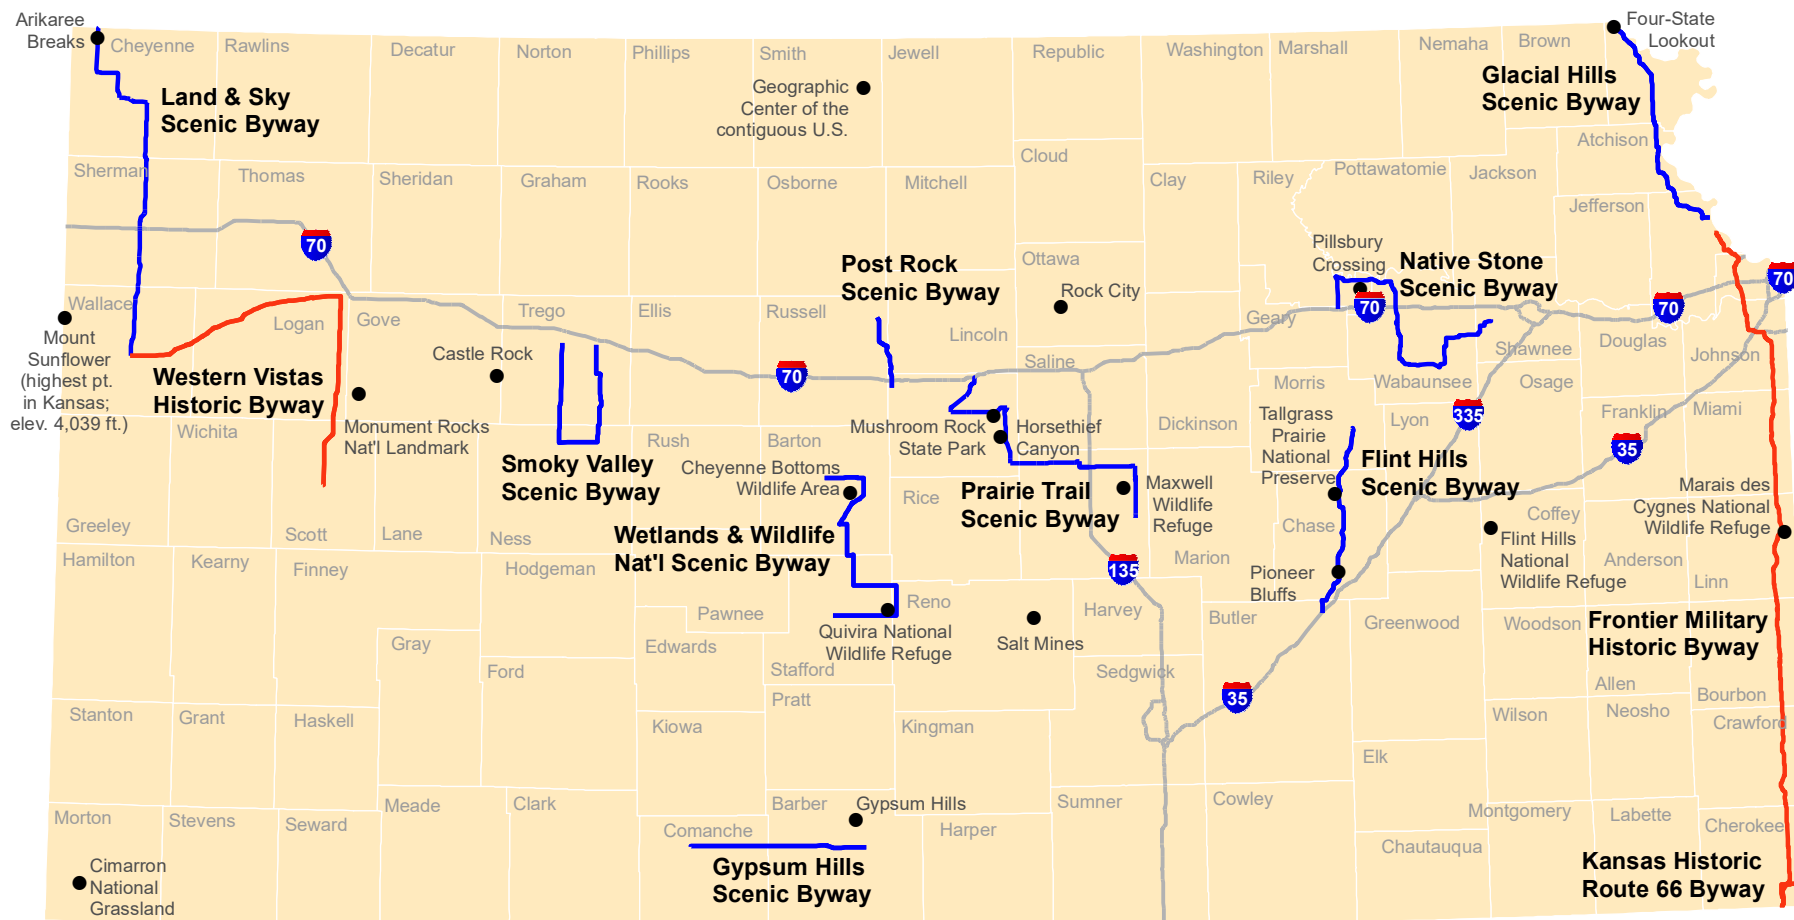 Arikaree
Breaks
Cheyenne
Rawlins
Decatur
Norton
Phillips
Smith
Jewell
Republic
Washington
Marshall
Nemaha
Brown
Four-State
Lookout
Land & Sky
Scenic Byway
Geographic
Center of the
contiguous U.S.
Glacial Hills
Scenic Byway
Atchison
Sherman
Thomas
Sheridan
Graham
Rooks
Osborne
Mitchell
Cloud
Clay
Riley
Pottawatomie
Jackson
Jefferson
70
Post Rock
Scenic Byway
Ottawa
Rock City
Pillsbury
Crossing
Native Stone
Scenic Byway
70
70
70
Wallace
Logan
Gove
Trego
Ellis
Russell
Lincoln
Saline
Geary
Shawnee
Douglas
Johnson
Mount
Sunflower
(highest pt.
in Kansas;
elev. 4,039 ft.)
Western Vistas
Historic Byway
Castle Rock
70
Morris
Wabaunsee
Osage
Wichita
Monument Rocks
Nat'l Landmark
Rush
Barton
Mushroom Rock
State Park
Horsethief
Canyon
Dickinson
Tallgrass
Prairie
National
Preserve
Lyon
335
Franklin
Miami
35
Smoky Valley
Scenic Byway
Cheyenne Bottoms
Wildlife Area
Rice
Prairie Trail
Scenic Byway
Maxwell
Wildlife
Refuge
Flint Hills
Scenic Byway
Marais des
Cygnes National
Wildlife Refuge
Greeley
Scott
Lane
Ness
Wetlands & Wildlife
Nat'l Scenic Byway
Chase
Coffey
Flint Hills
National
Wildlife Refuge
Anderson
Linn
Hamilton
Kearny
Finney
Hodgeman
135
Marion
Pioneer
Bluffs
Pawnee
Reno
Harvey
Butler
Greenwood
Woodson
Frontier Military
Historic Byway
Gray
Edwards
Quivira National
Wildlife Refuge
Salt Mines
Ford
Stafford
Sedgwick
35
Allen
Bourbon
Stanton
Grant
Haskell
Kiowa
Pratt
Kingman
Wilson
Neosho
Crawford
Elk
Morton
Stevens
Seward
Meade
Clark
Comanche
Barber
Gypsum Hills
Harper
Sumner
Cowley
Montgomery
Labette
Cherokee
Chautauqua
Cimarron
National
Grassland
Gypsum Hills
Scenic Byway
Kansas Historic
Route 66 Byway